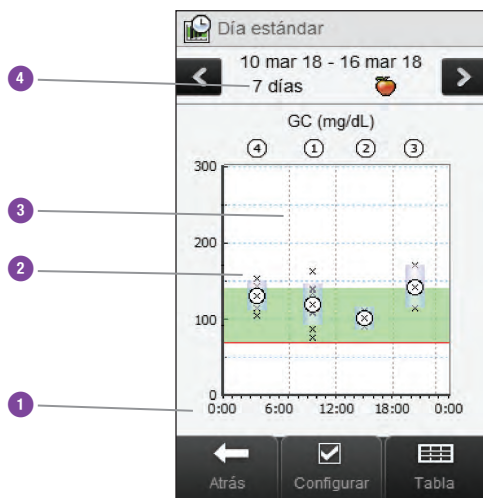 Día estándar
10 mar 18 - 16 mar 18
4
7 días
GC (mg/dL)
4 1 2 3
300
3
200
2
100
0
1
0:00 6:00 12:00 18:00 0:00
Atrás Configurar Tabla